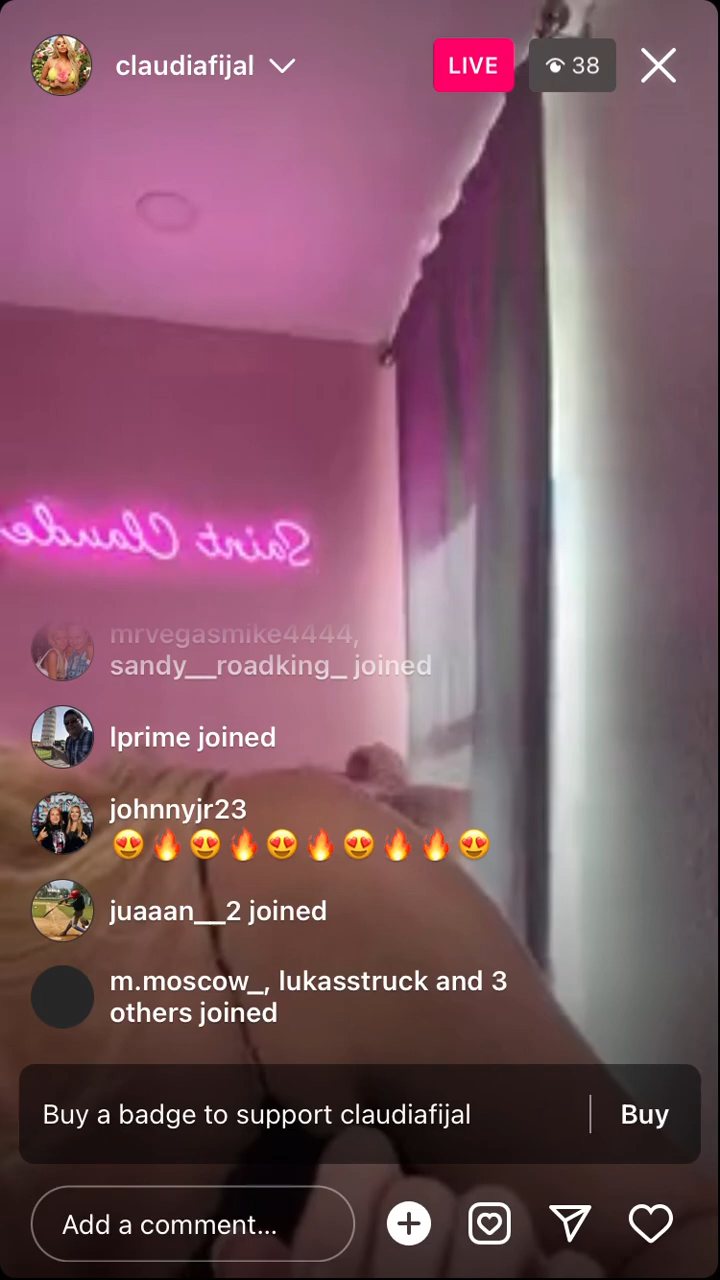 claudiafijal
LIVE
38
Saint Claude
mrvegasmike4444,
sandy__roadking_ joined
lprime joined
johnnyjr23
😍🔥😍🔥😍🔥😍🔥🔥😍
juaaan__2 joined
m.moscow_, lukasstruck and 3
others joined
Buy a badge to support claudiafijal
Buy
Add a comment...